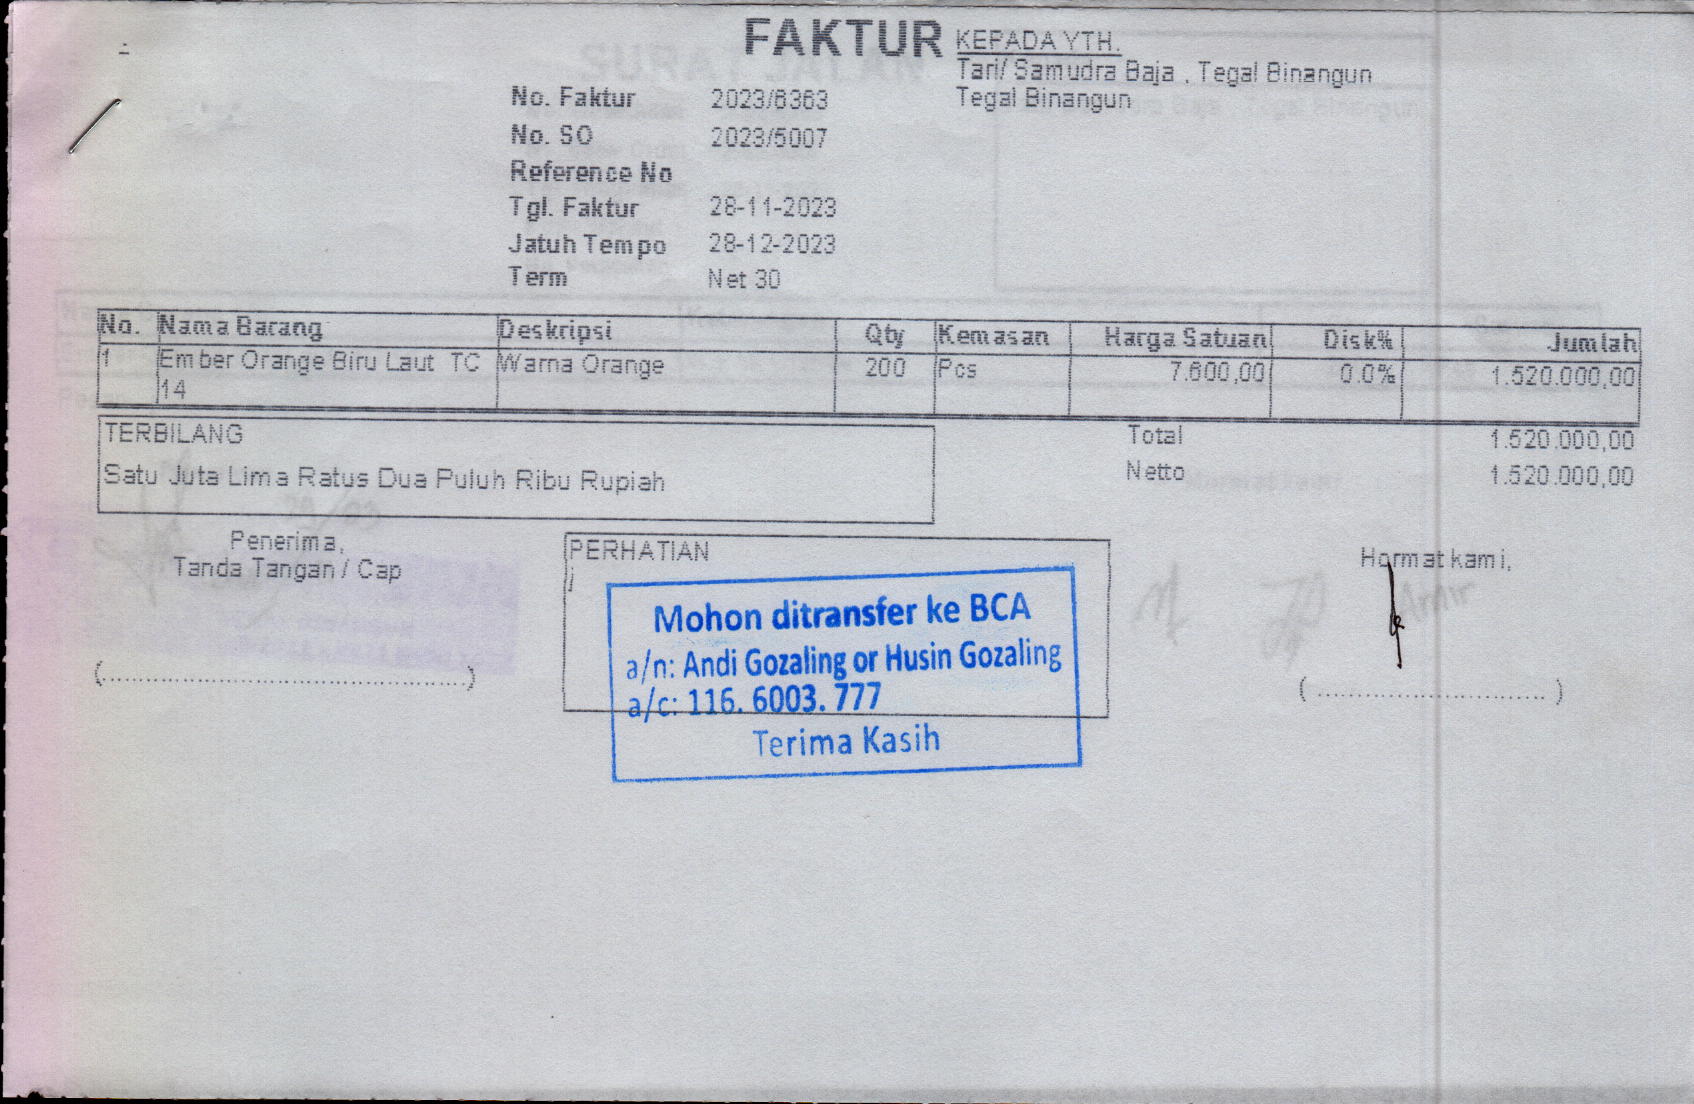 FAKTUR
KEPADA YTH.
Tari/ Samudra Baja , Tegal Binangun
Tegal Binangun
No. Faktur 2023/6363
No. SO 2023/5007
Reference No
Tgl. Faktur 28-11-2023
Jatuh Tempo 28-12-2023
Term Net 30
No. Nama Barang Deskripsi Qty Kemasan Harga Satuan Disk% Jumlah
1 Ember Orange Biru Laut TC Warna Orange 200 Pcs 7.600,00 0.0% 1.520.000,00
14
TERBILANG
Satu Juta Lima Ratus Dua Puluh Ribu Rupiah
Total 1.520.000,00
Netto 1.520.000,00
Penerima,
Tanda Tangan / Cap
(............................................)
PERHATIAN
Mohon ditransfer ke BCA
a/n: Andi Gozaling or Husin Gozaling
a/c: 116. 6003. 777
Terima Kasih
Hormat kami,
(............................)